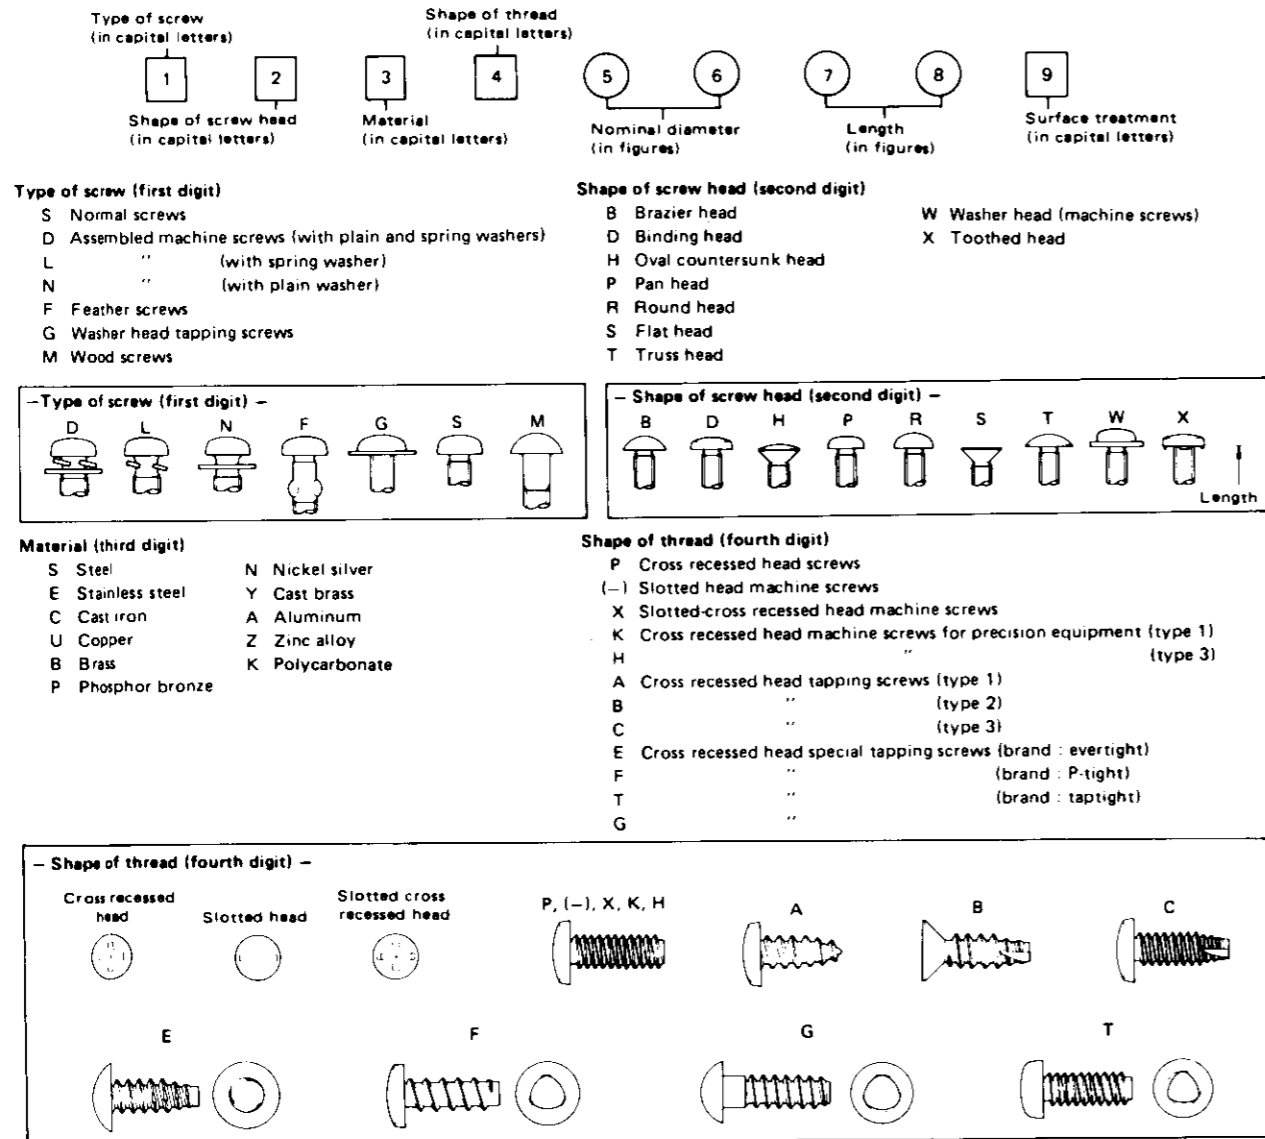 Type of screw
(in capital letters)
Shape of thread
(in capital letters)
1 2 3 4 5 6 7 8 9
Shape of screw head
(in capital letters)
Material
(in capital letters)
Nominal diameter
(in figures)
Length
(in figures)
Surface treatment
(in capital letters)
Type of screw (first digit)
S Normal screws
D Assembled machine screws (with plain and spring washers)
L " (with spring washer)
N " (with plain washer)
F Feather screws
G Washer head tapping screws
M Wood screws
Shape of screw head (second digit)
B Brazier head
D Binding head
H Oval countersunk head
P Pan head
R Round head
S Flat head
T Truss head
W Washer head (machine screws)
X Toothed head
– Type of screw (first digit) –
D L N F G S M
– Shape of screw head (second digit) –
B D H P R S T W X
Length
Material (third digit)
S Steel
E Stainless steel
C Cast iron
U Copper
B Brass
P Phosphor bronze
N Nickel silver
Y Cast brass
A Aluminum
Z Zinc alloy
K Polycarbonate
Shape of thread (fourth digit)
P Cross recessed head screws
(–) Slotted head machine screws
X Slotted-cross recessed head machine screws
K Cross recessed head machine screws for precision equipment (type 1)
H " (type 3)
A Cross recessed head tapping screws (type 1)
B " (type 2)
C " (type 3)
E Cross recessed head special tapping screws (brand : evertight)
F " (brand : P-tight)
T " (brand : taptight)
G "
– Shape of thread (fourth digit) –
Cross recessed
head
Slotted head
Slotted cross
recessed head
P, (–), X, K, H
A
B
C
E
F
G
T